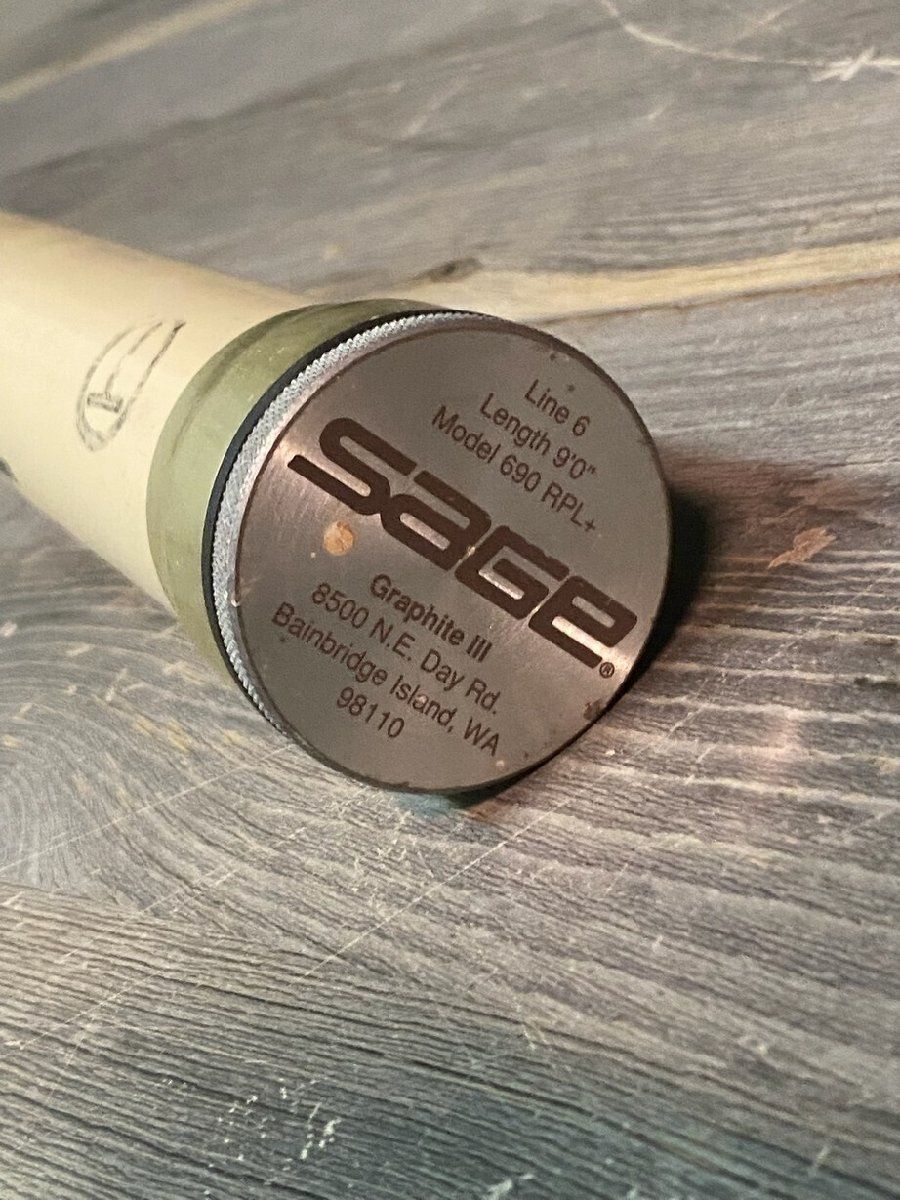 Line 6
Length 9'0"
Model 690 RPL+
SAGE®
Graphite III
8500 N.E. Day Rd.
Bainbridge Island, WA
98110